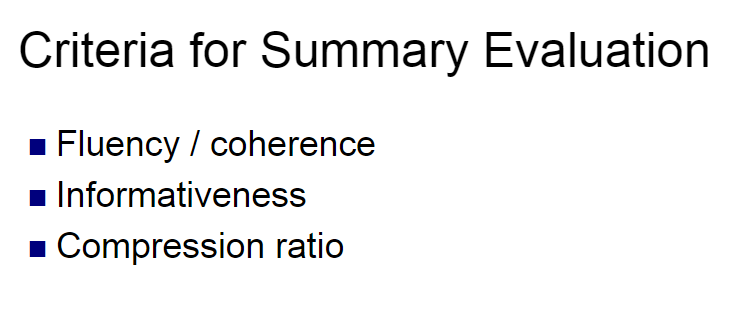 Criteria for Summary Evaluation
Fluency / coherence
Informativeness
Compression ratio